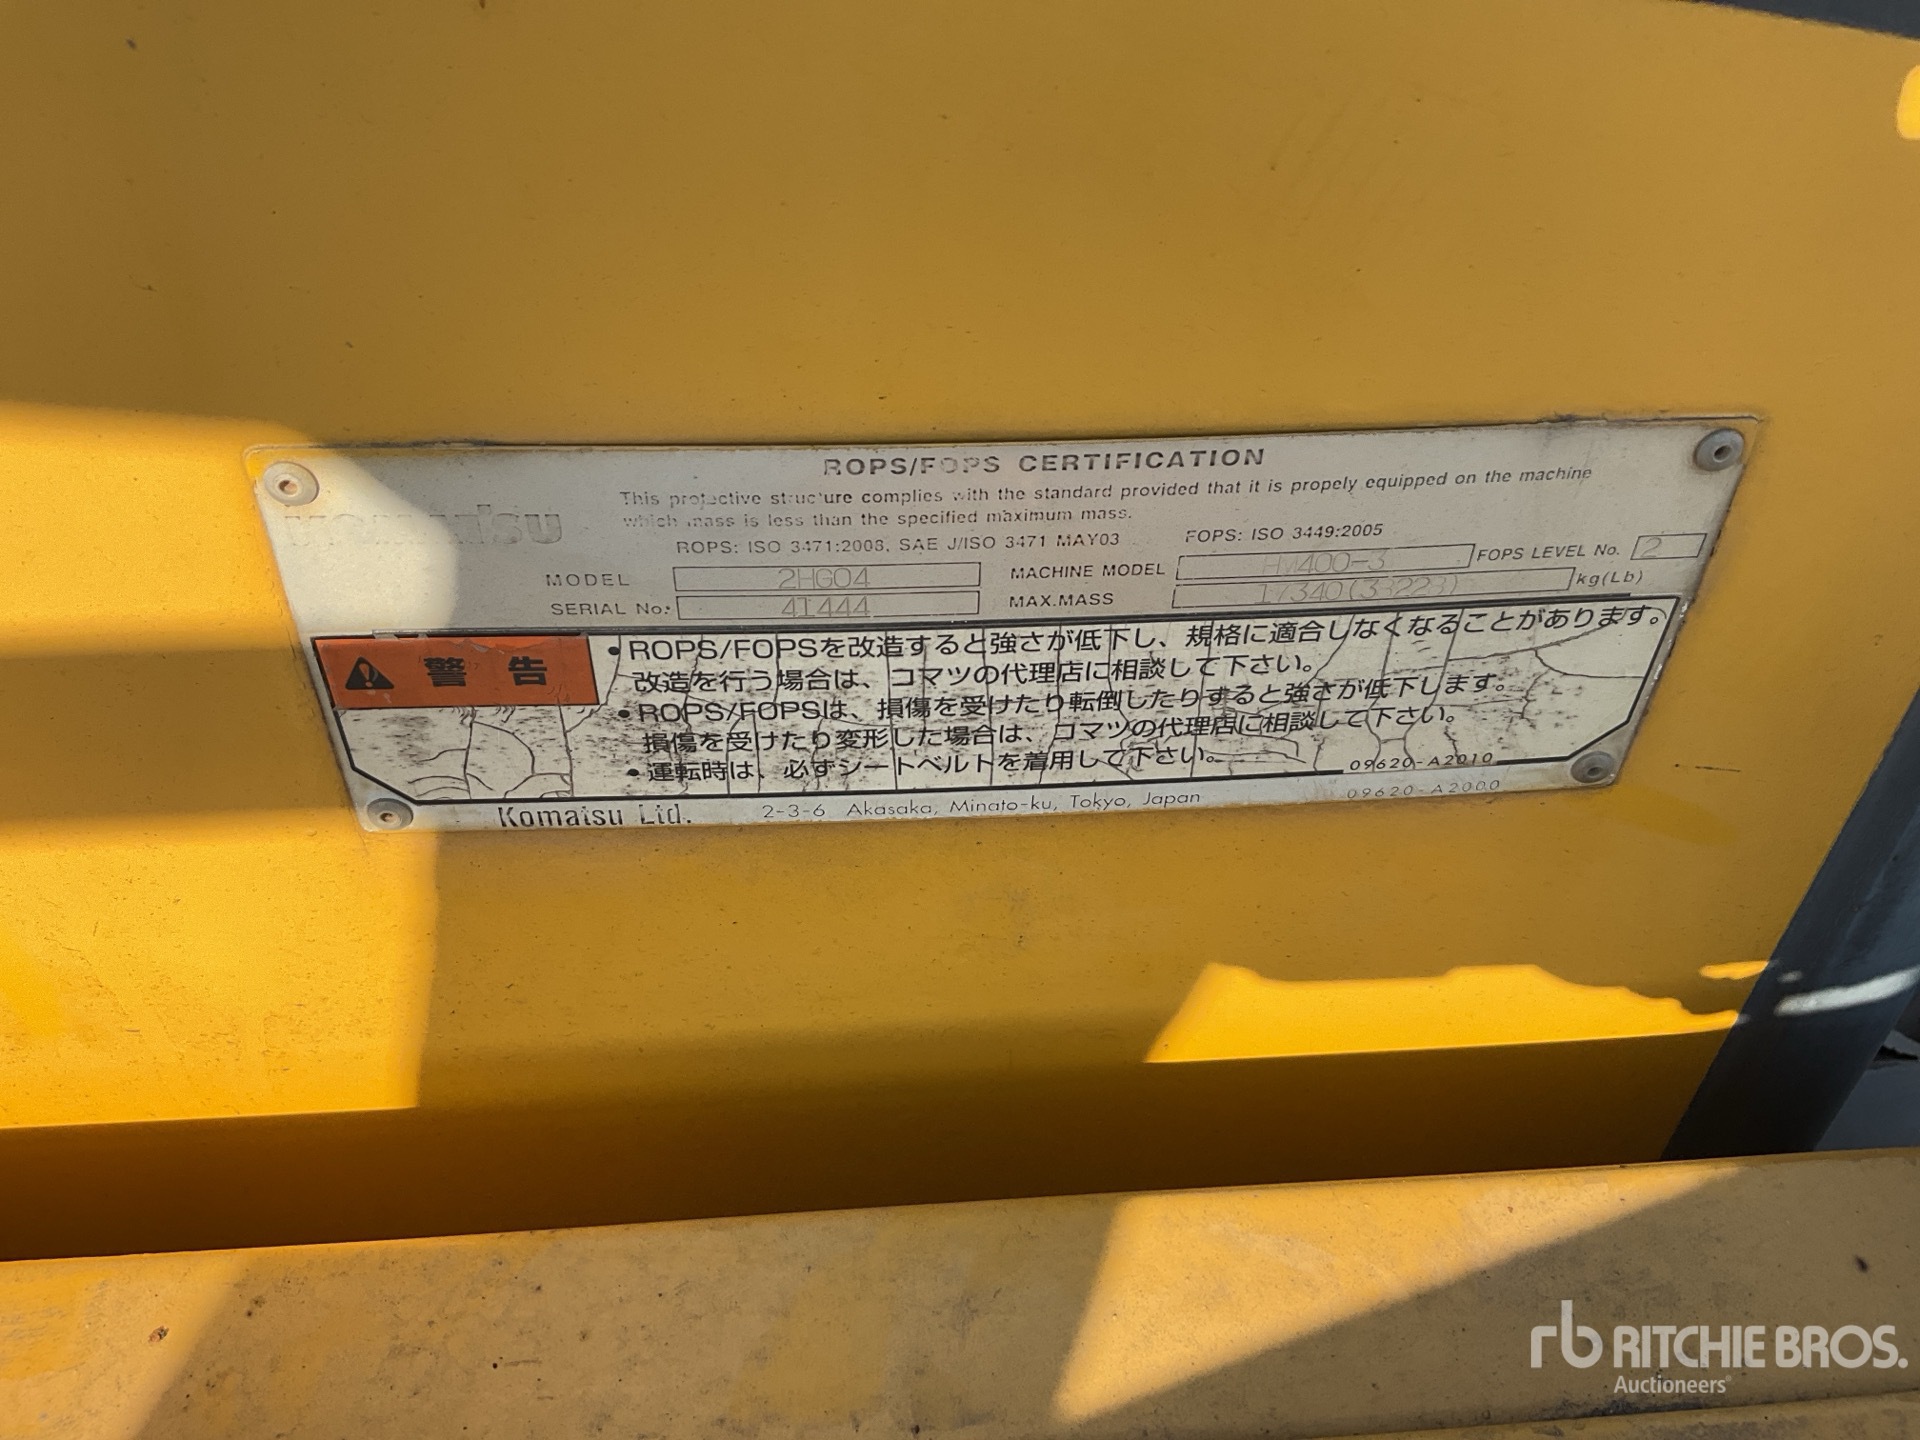 ROPS/FOPS CERTIFICATION
KOMATSU
This protective structure complies with the standard provided that it is propely equipped on the machine
which mass is less than the specified maximum mass.
ROPS: ISO 3471:2008, SAE J/ISO 3471 MAY03 FOPS: ISO 3449:2005
MODEL 2HG04 MACHINE MODEL HM400-3 FOPS LEVEL No. 2
SERIAL No: 4I444 MAX.MASS 17340(38228) kg(Lb)
警告
•ROPS/FOPSを改造すると強さが低下し、規格に適合しなくなることがあります。
改造を行う場合は、コマツの代理店に相談して下さい。
•ROPS/FOPSは、損傷を受けたり転倒したりすると強さが低下します。
損傷を受けたり変形した場合は、コマツの代理店に相談して下さい。
•運転時は、必ずシートベルトを着用して下さい。
09620-A2010
Komatsu Ltd. 2-3-6 Akasaka, Minato-ku, Tokyo, Japan 09620-A2000
rb RITCHIE BROS.
Auctioneers